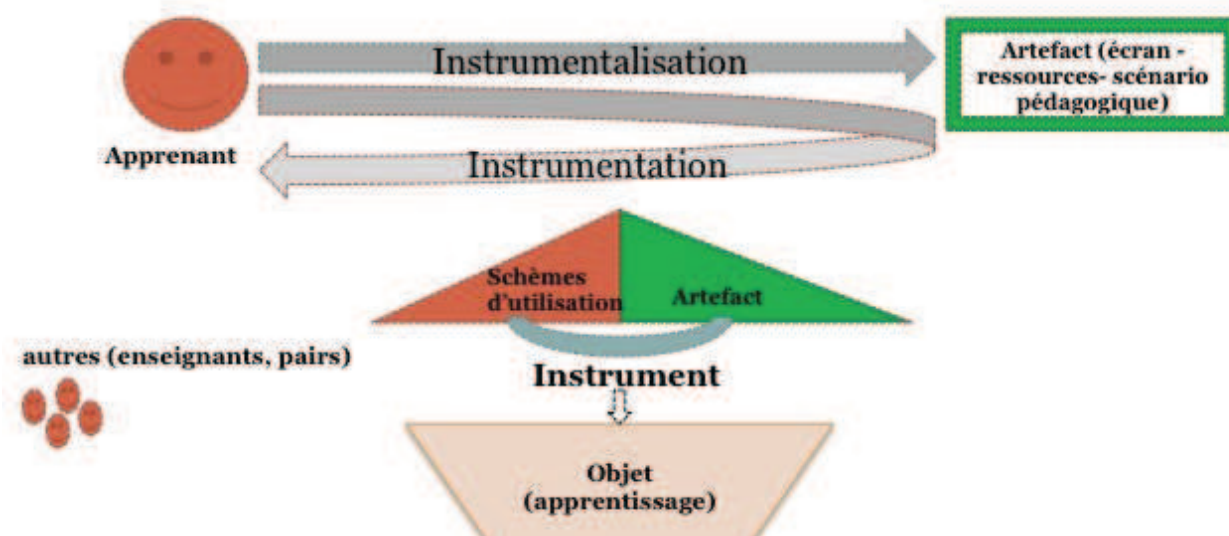 Instrumentalisation
Artefact (écran -
ressources- scénario
pédagogique)
Apprenant
Instrumentation
Schèmes
d'utilisation
Artefact
autres (enseignants, pairs)
Instrument
Objet
(apprentissage)